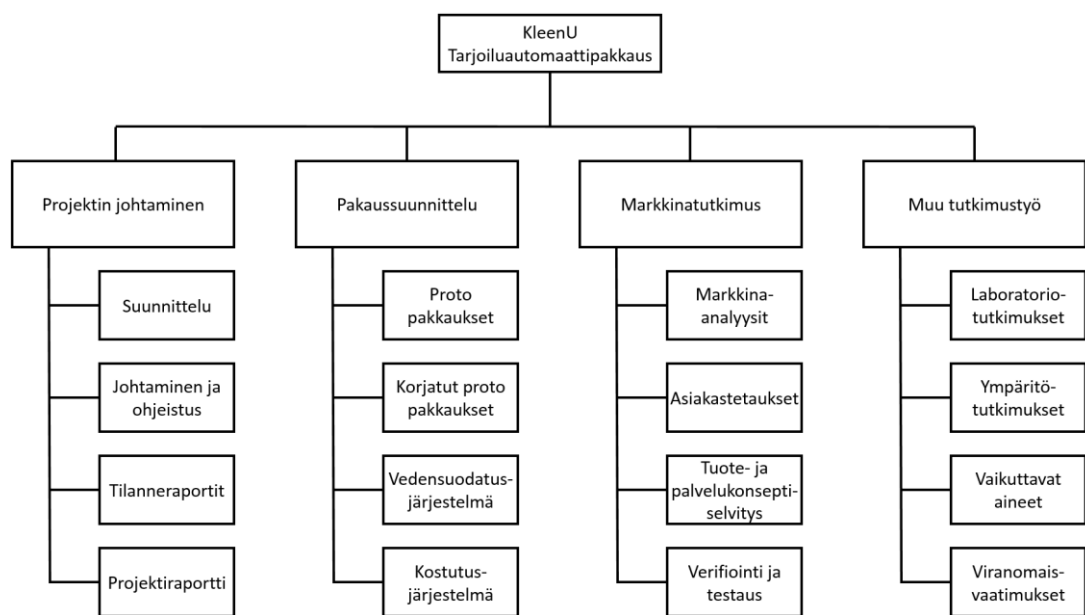 KleenU
Tarjoiluautomaattipakkaus
Projektin johtaminen
Pakaussuunnittelu
Markkinatutkimus
Muu tutkimustyö
Suunnittelu
Johtaminen ja
ohjeistus
Tilanneraportit
Projektiraportti
Proto
pakkaukset
Korjatut proto
pakkaukset
Vedensuodatus-
järjestelmä
Kostutus-
järjestelmä
Markkina-
analyysit
Asiakastetaukset
Tuote- ja
palvelukonsepti-
selvitys
Verifiointi ja
testaus
Laboratorio-
tutkimukset
Ympäritö-
tutkimukset
Vaikuttavat
aineet
Viranomais-
vaatimukset